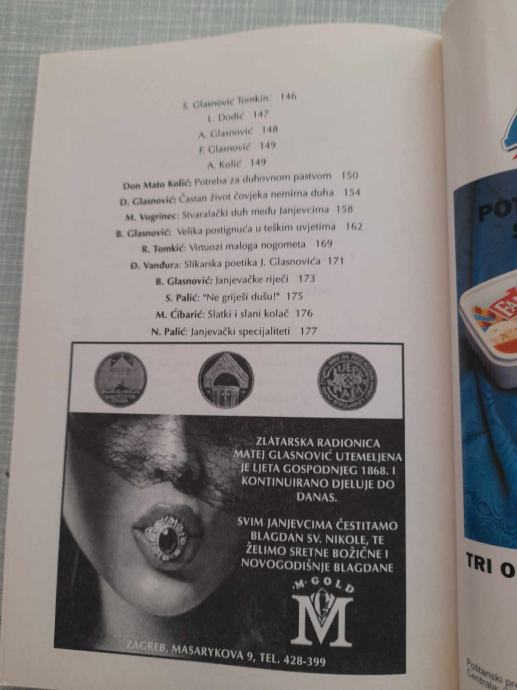 S. Glasnović Tomkin 146
L. Dodić 147
A. Glasnović 148
F. Glasnović 149
A. Kolić 149
Don Mato Kolić: Potreba za duhovnom pastvom 150
D. Glasnović: Častan život čovjeka nemirna duha 154
M. Vogrinec: Stvaralački duh među Janjevcima 158
B. Glasnović: Velika postignuća u teškim uvjetima 162
R. Tomkić: Virtuozi maloga nogometa 169
Đ. Vanđura: Slikarska poetika J. Glasnovića 171
B. Glasnović: Janjevačke riječi 173
S. Palić: "Ne griješi dušu!" 175
M. Ćibarić: Slatki i slani kolač 176
N. Palić: Janjevački specijaliteti 177
ZLATARSKA RADIONICA
MATEJ GLASNOVIĆ UTEMELJENA
JE LJETA GOSPODNJEG 1868. I
KONTINUIRANO DJELUJE DO
DANAS.
SVIM JANJEVCIMA ČESTITAMO
BLAGDAN SV. NIKOLE, TE
ŽELIMO SRETNE BOŽIĆNE I
NOVOGODIŠNJE BLAGDANE
M GOLD
M
ZAGREB, MASARYKOVA 9, TEL. 428-399
TRI O
Poštanski pre